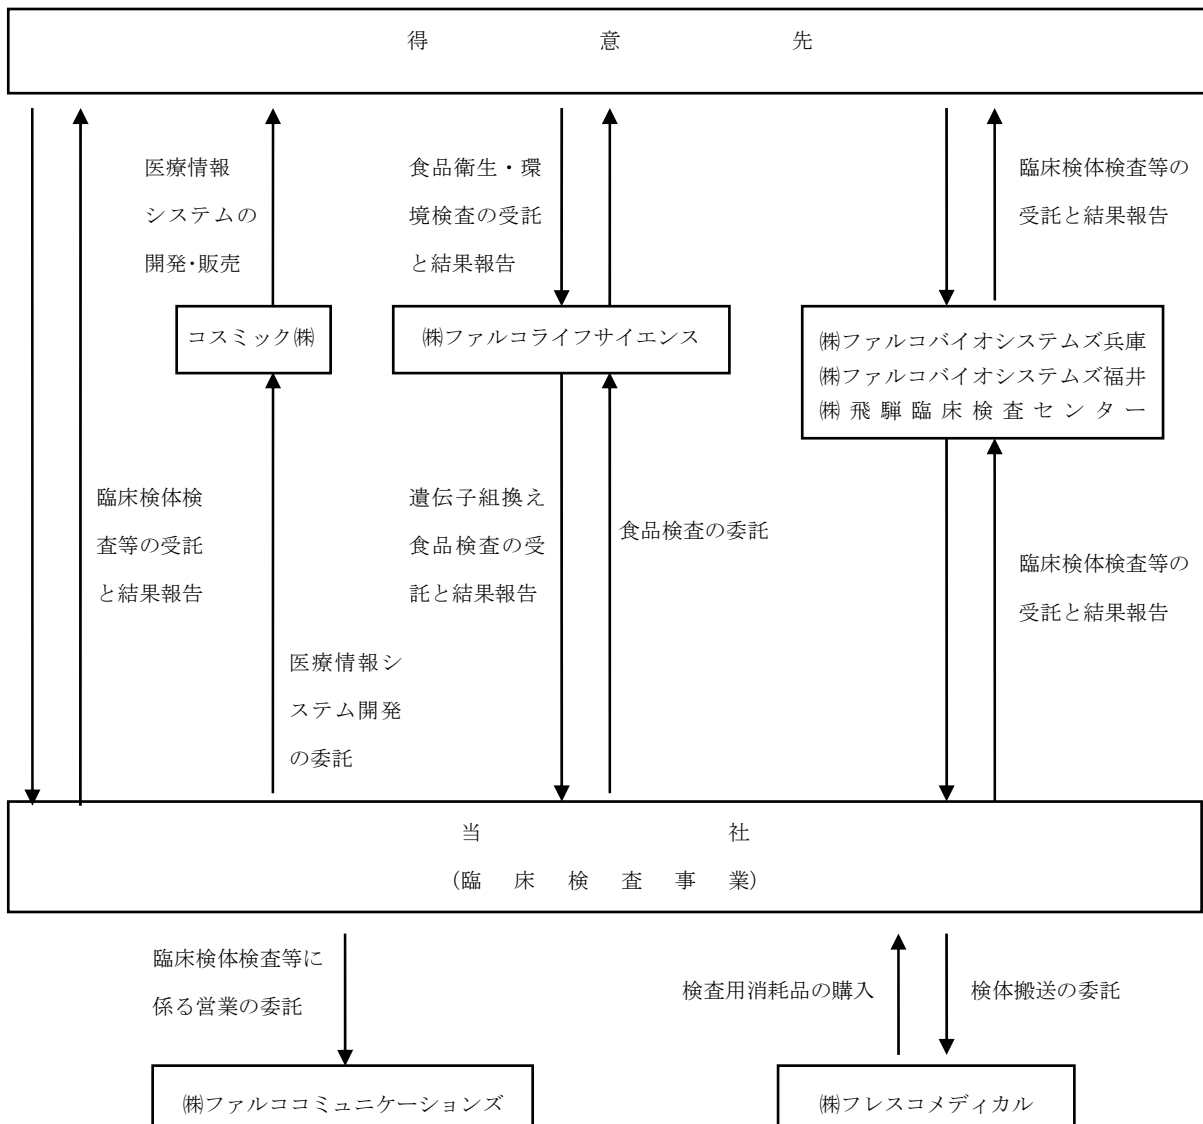 得意先
医療情報
システムの
開発・販売
食品衛生・環
境検査の受託
と結果報告
臨床検体検査等の
受託と結果報告
コスミック㈱
㈱ファルコライフサイエンス
㈱ファルコバイオシステムズ兵庫
㈱ファルコバイオシステムズ福井
㈱飛騨臨床検査センター
臨床検体検
査等の受託
と結果報告
遺伝子組換え
食品検査の受
託と結果報告
食品検査の委託
臨床検体検査等の
受託と結果報告
医療情報シ
ステム開発
の委託
当社
(臨床検査事業)
臨床検体検査等に
係る営業の委託
検査用消耗品の購入
検体搬送の委託
㈱ファルココミュニケーションズ
㈱フレスコメディカル